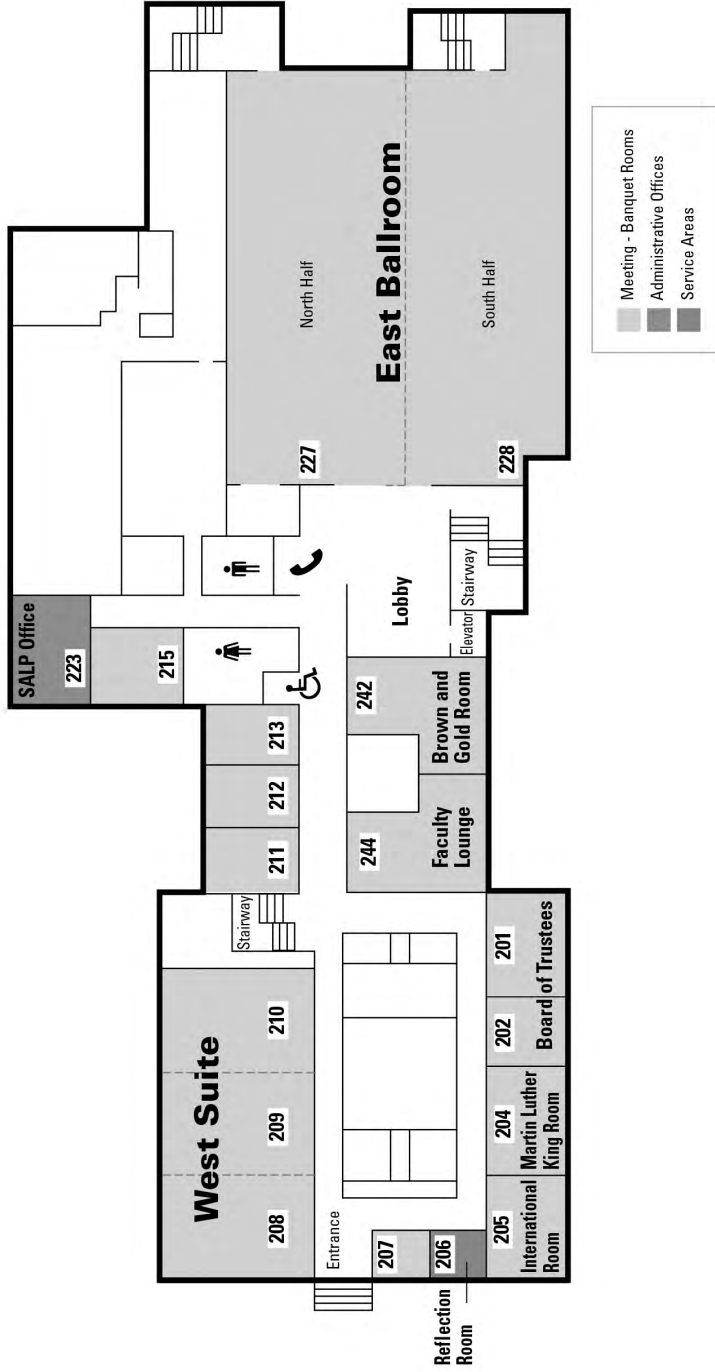 SALP Office
223
215
213
212
211
Stairway
West Suite
208
209
210
Entrance
207
206
Reflection
Room
205
International
Room
204
Martin Luther
King Room
202
201
Board of Trustees
244
Faculty
Lounge
242
Brown and
Gold Room
Lobby
Elevator
Stairway
227
North Half
East Ballroom
South Half
228
Meeting - Banquet Rooms
Administrative Offices
Service Areas